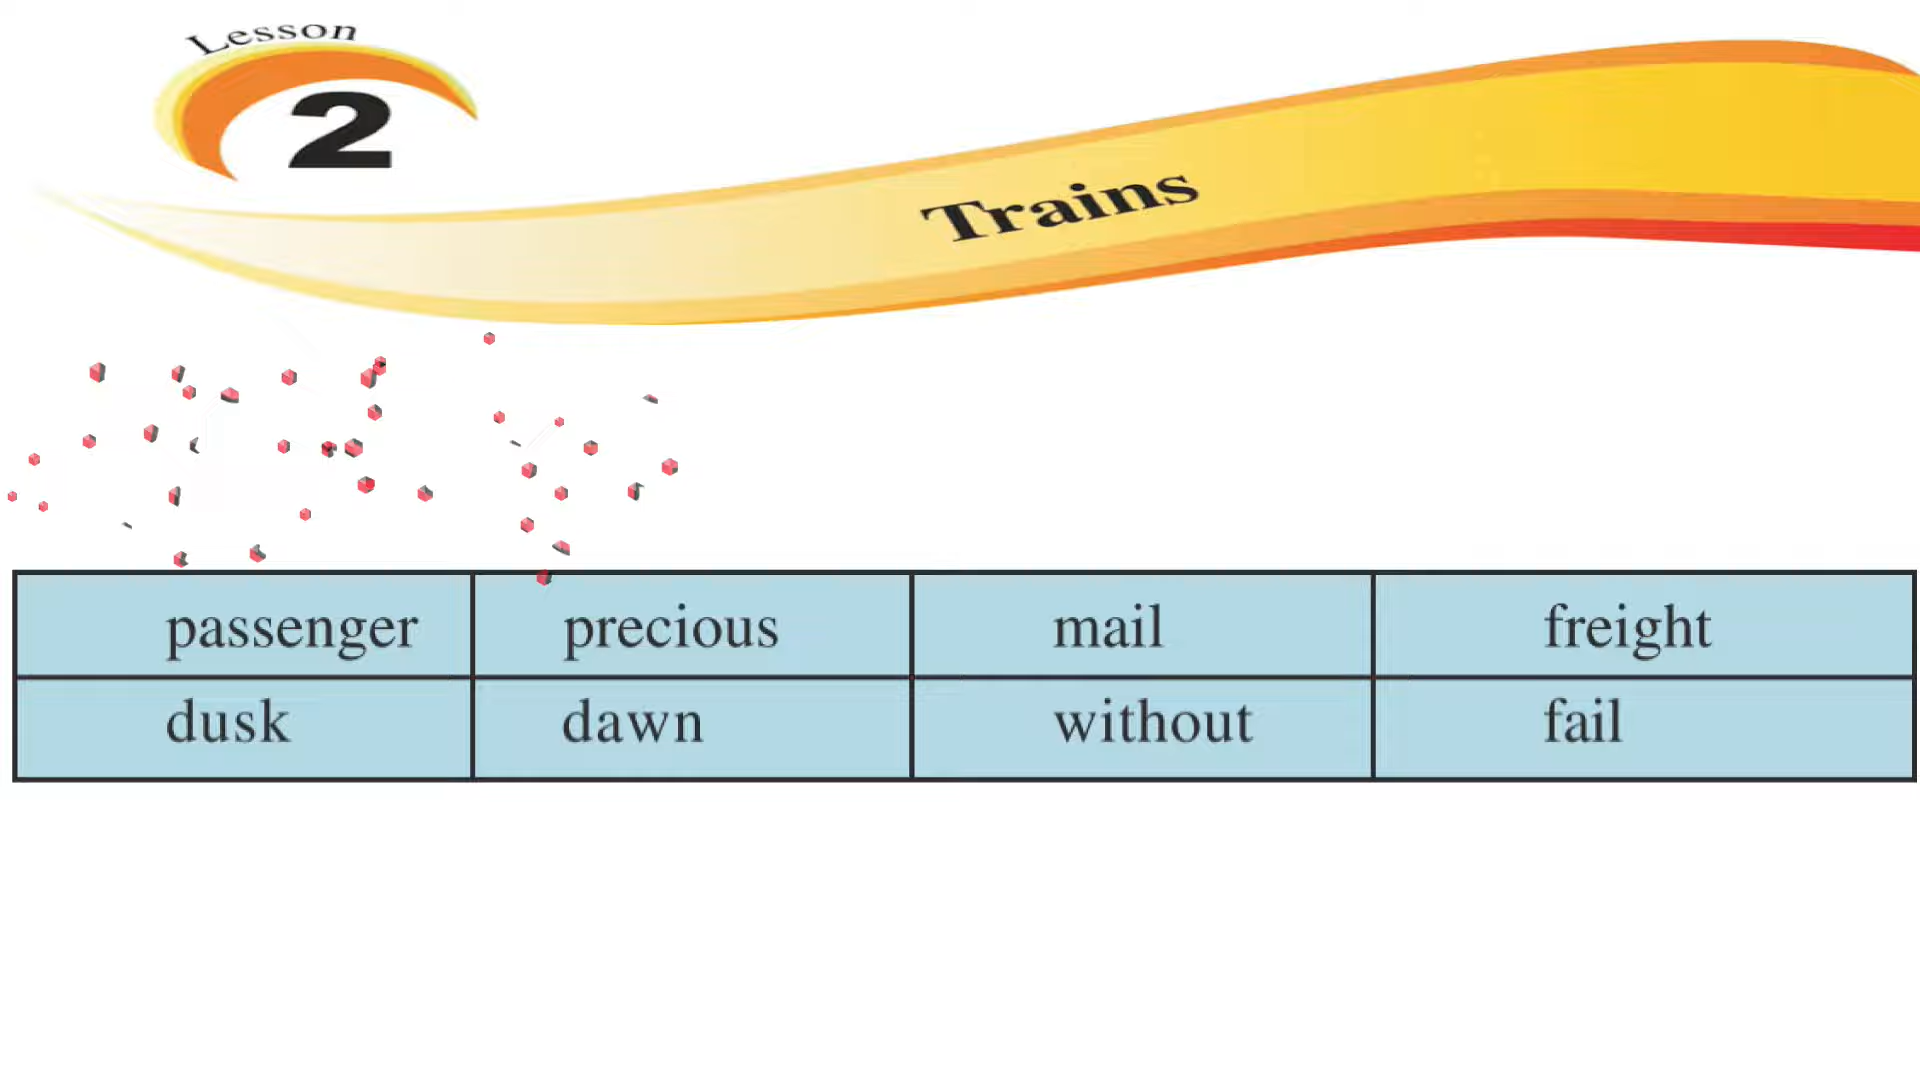 Lesson
2
Trains
passenger precious mail freight
dusk dawn without fail